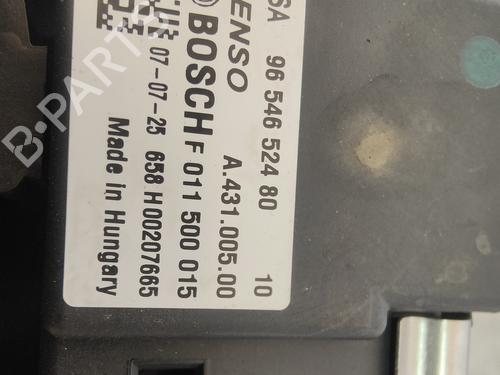 SA 96 546 524 80 10
ENSO A.431.005.00
BOSCH F 011 500 015
07-07-25 658 H00207665
Made in Hungary
B-PARTS